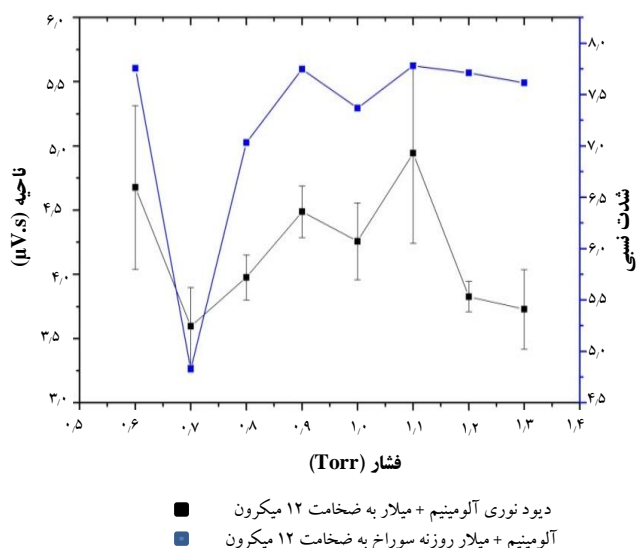 ۶٫۰
۵٫۵
۵٫۰
۴٫۵
۴٫۰
۳٫۵
۳٫۰
ناحیه (μV.s)
۸٫۰
۷٫۵
۷٫۰
۶٫۵
۶٫۰
۵٫۵
۵٫۰
۴٫۵
شدت نسبی
۰٫۵ ۰٫۶ ۰٫۷ ۰٫۸ ۰٫۹ ۱٫۰ ۱٫۱ ۱٫۲ ۱٫۳ ۱٫۴
فشار (Torr)
دیود نوری آلومینیم + میلار به ضخامت ۱۲ میکرون
آلومینیم + میلار روزنه سوراخ به ضخامت ۱۲ میکرون